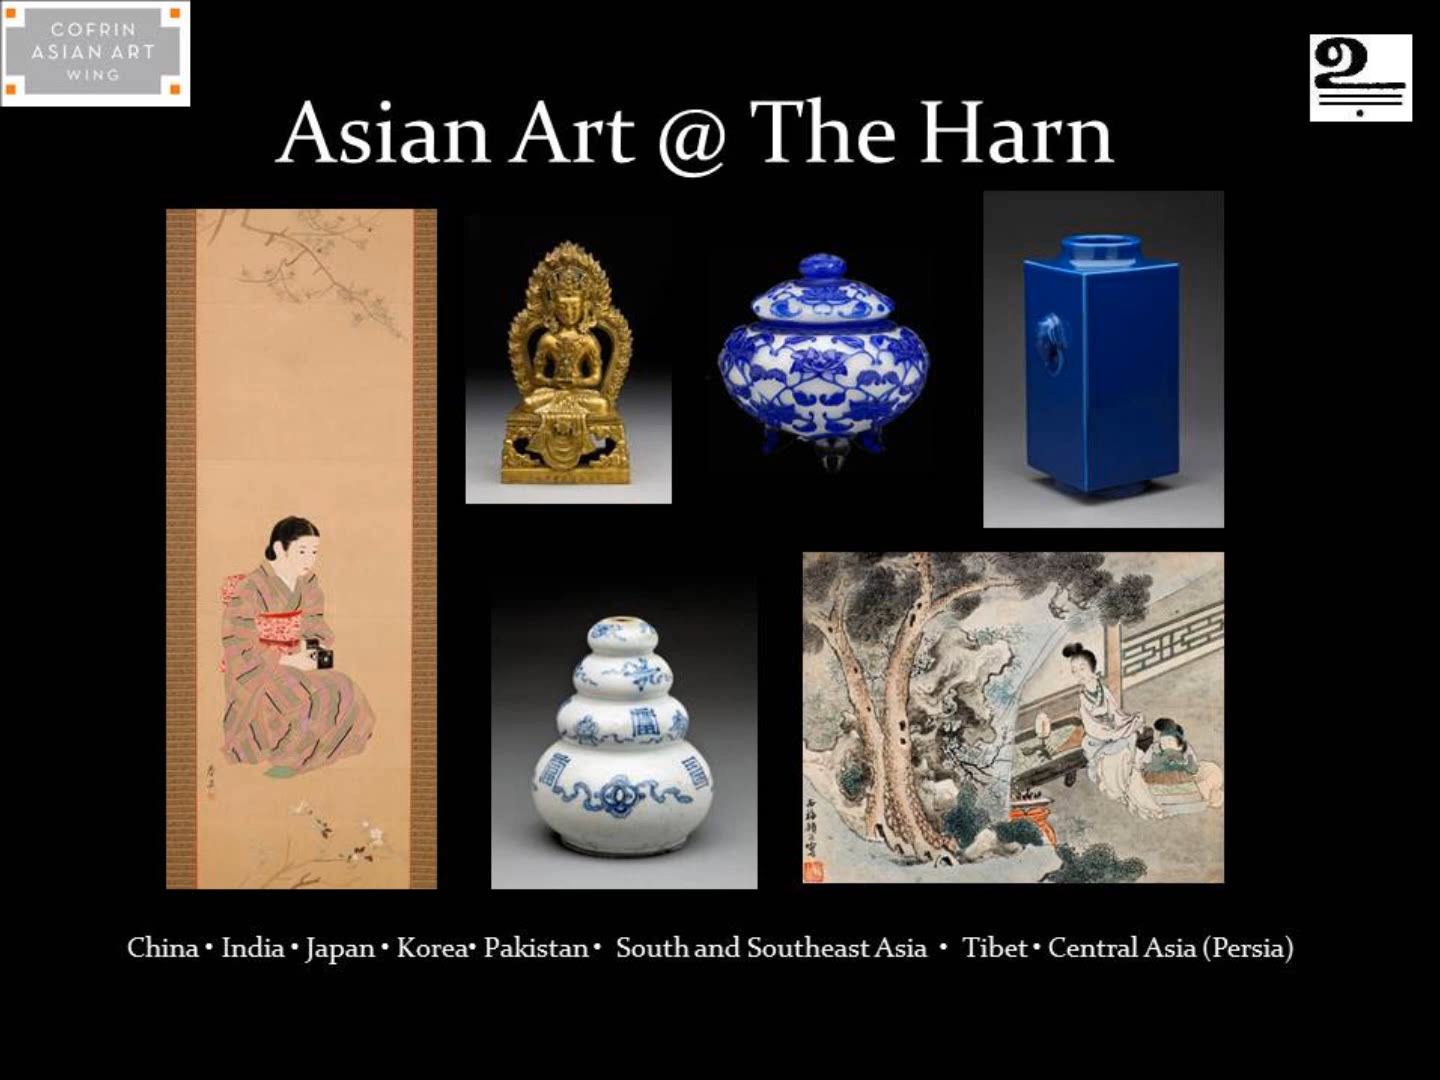 COFRIN
ASIAN ART
WING
Asian Art @ The Harn
China • India • Japan • Korea• Pakistan • South and Southeast Asia • Tibet • Central Asia (Persia)